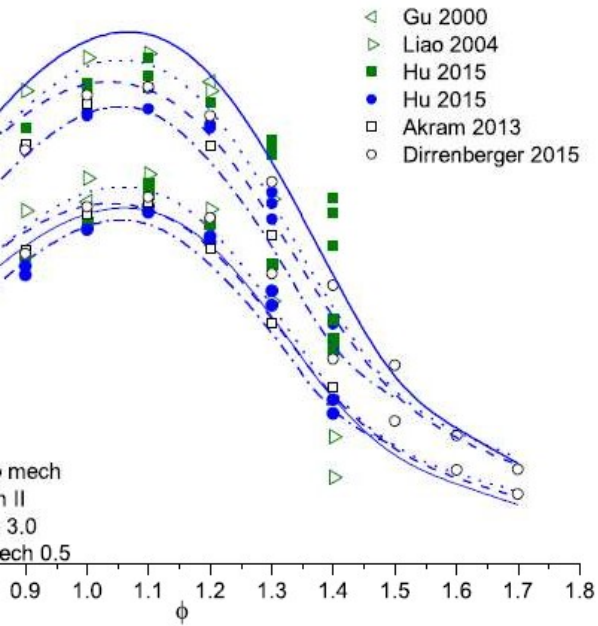 Gu 2000
Liao 2004
Hu 2015
Hu 2015
Akram 2013
Dirrenberger 2015
mech
II
3.0
ech 0.5
0.9 1.0 1.1 1.2 1.3 1.4 1.5 1.6 1.7 1.8
ϕ